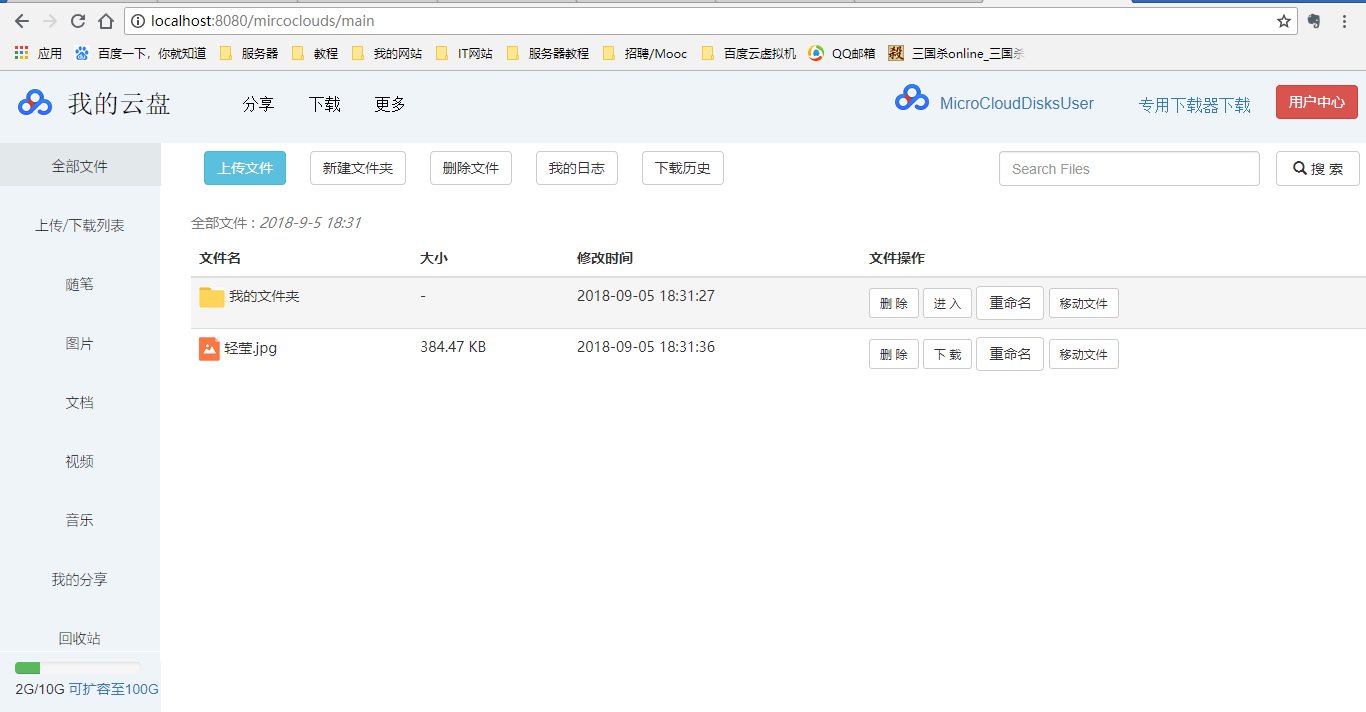 localhost:8080/mircoclouds/main
应用 百度一下，你就知道 服务器 教程 我的网站 IT网站 服务器教程 招聘/Mooc 百度云虚拟机 QQ邮箱 三国杀online_三国杀
我的云盘 分享 下载 更多 MicroCloudDisksUser 专用下载器下载 用户中心
全部文件
上传/下载列表
随笔
图片
文档
视频
音乐
我的分享
回收站
2G/10G 可扩容至100G
上传文件 新建文件夹 删除文件 我的日志 下载历史 Search Files 搜 索
全部文件 : 2018-9-5 18:31
文件名 大小 修改时间 文件操作
我的文件夹 - 2018-09-05 18:31:27 删 除 进 入 重命名 移动文件
轻莹.jpg 384.47 KB 2018-09-05 18:31:36 删 除 下 载 重命名 移动文件